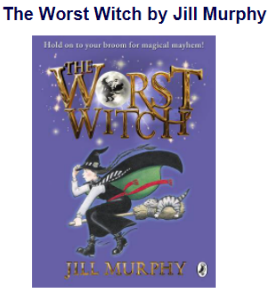 The Worst Witch by Jill Murphy
Hold on to your broom for magical mayhem!
THE
WORST
WITCH
JILL MURPHY